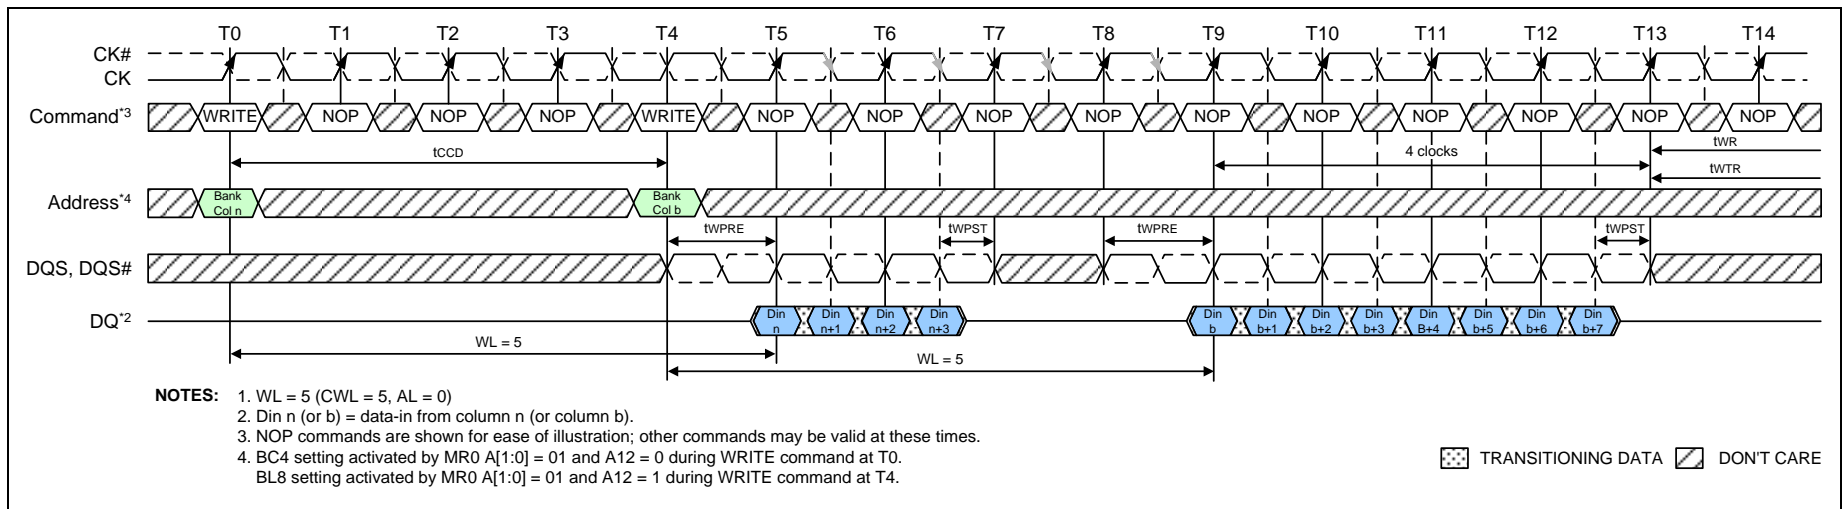 T0 T1 T2 T3 T4 T5 T6 T7 T8 T9 T10 T11 T12 T13 T14
CK#
CK
Command*3 WRITE NOP NOP NOP WRITE NOP NOP NOP NOP NOP NOP NOP NOP NOP NOP
tCCD 4 clocks tWR
tWTR
Address*4 Bank Col n Bank Col b
tWPRE tWPST tWPRE tWPST
DQS, DQS#
DQ*2 Din n Din n+1 Din n+2 Din n+3 Din b Din b+1 Din b+2 Din b+3 Din B+4 Din b+5 Din b+6 Din b+7
WL = 5 WL = 5
NOTES: 1. WL = 5 (CWL = 5, AL = 0)
2. Din n (or b) = data-in from column n (or column b).
3. NOP commands are shown for ease of illustration; other commands may be valid at these times.
4. BC4 setting activated by MR0 A[1:0] = 01 and A12 = 0 during WRITE command at T0.
BL8 setting activated by MR0 A[1:0] = 01 and A12 = 1 during WRITE command at T4.
TRANSITIONING DATA DON'T CARE